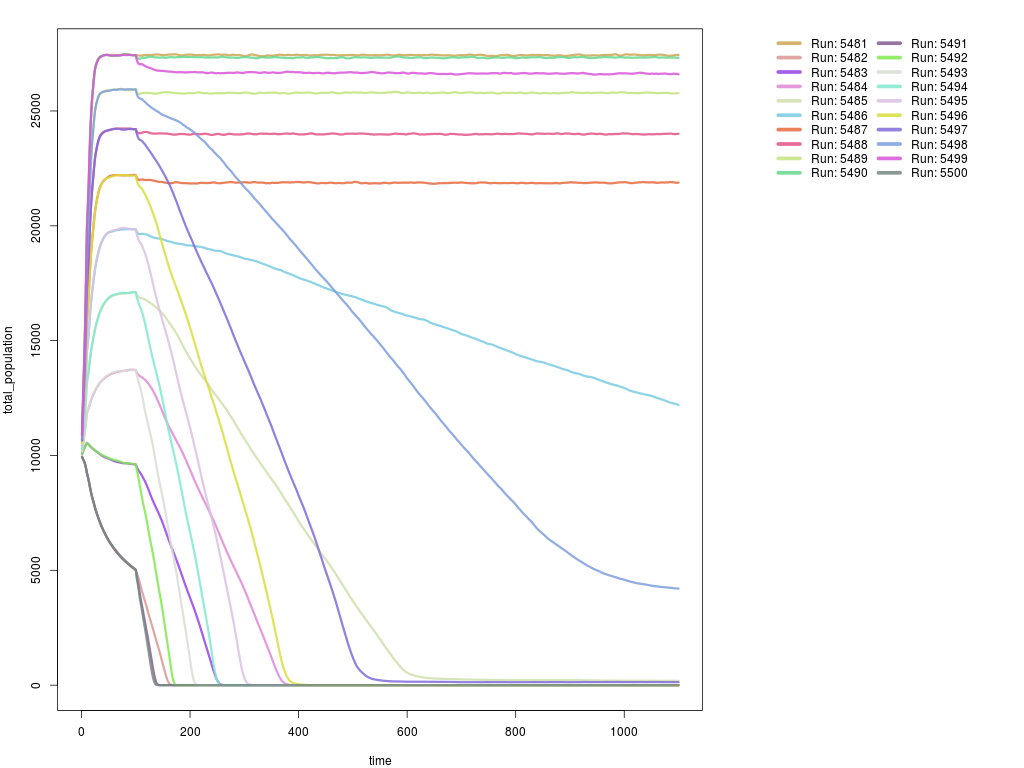 total_population
25000
20000
15000
10000
5000
0
0 200 400 600 800 1000
time
Run: 5481 Run: 5491
Run: 5482 Run: 5492
Run: 5483 Run: 5493
Run: 5484 Run: 5494
Run: 5485 Run: 5495
Run: 5486 Run: 5496
Run: 5487 Run: 5497
Run: 5488 Run: 5498
Run: 5489 Run: 5499
Run: 5490 Run: 5500